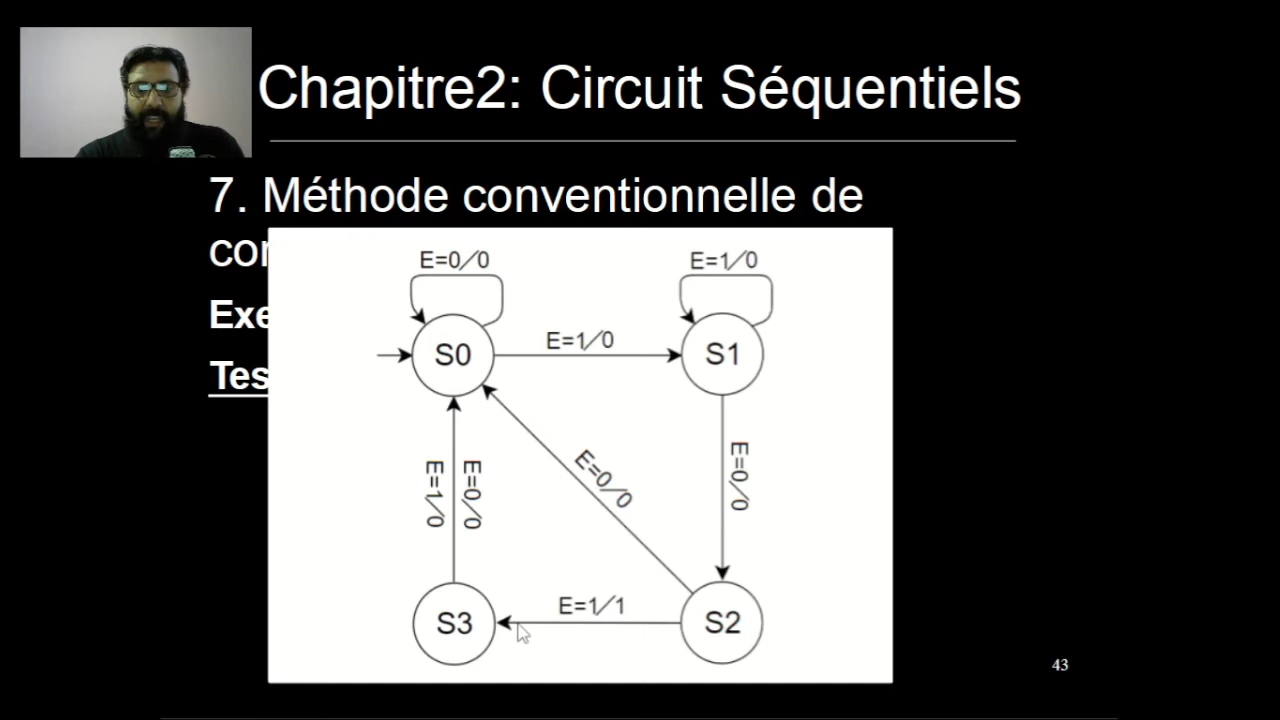 Chapitre2: Circuit Séquentiels
7. Méthode conventionnelle de
E=0/0
E=1/0
S0
E=1/0
S1
E=1/0
E=0/0
E=0/0
E=0/0
S3
E=1/1
S2
43